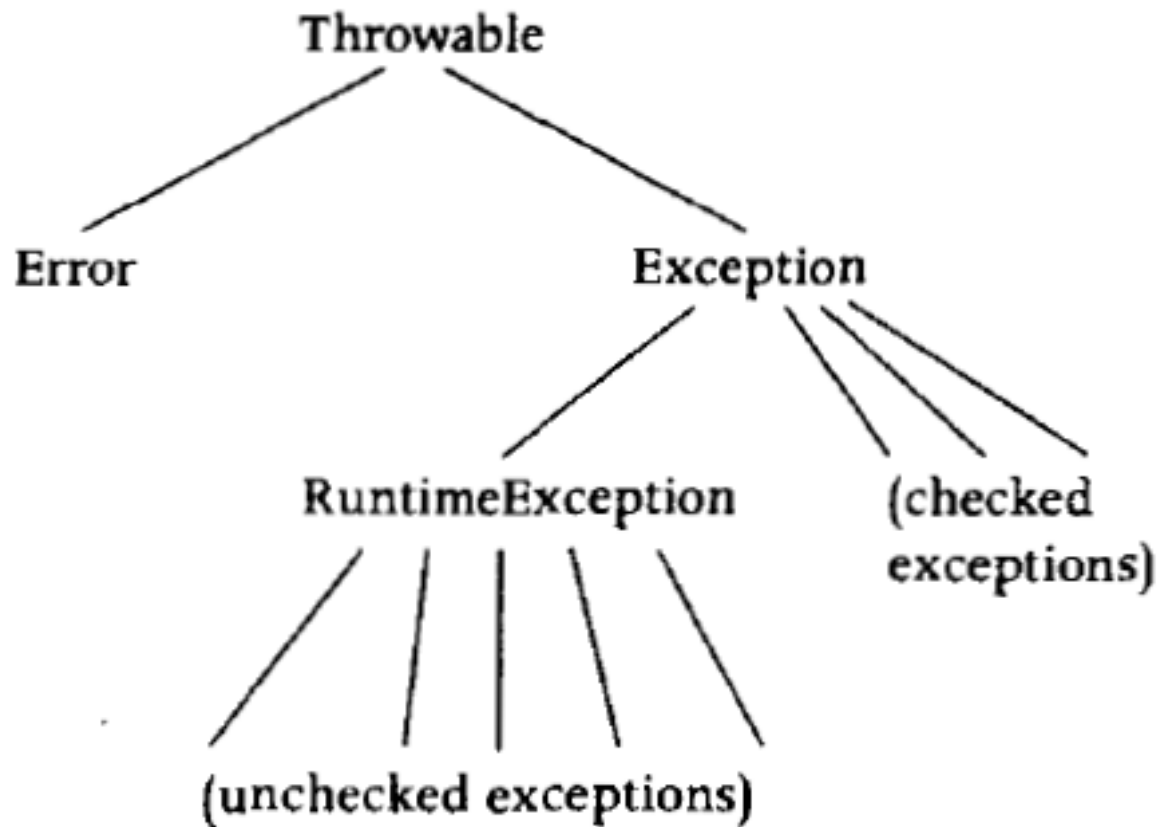 Throwable
Error
Exception
RuntimeException
(checked
exceptions)
(unchecked exceptions)